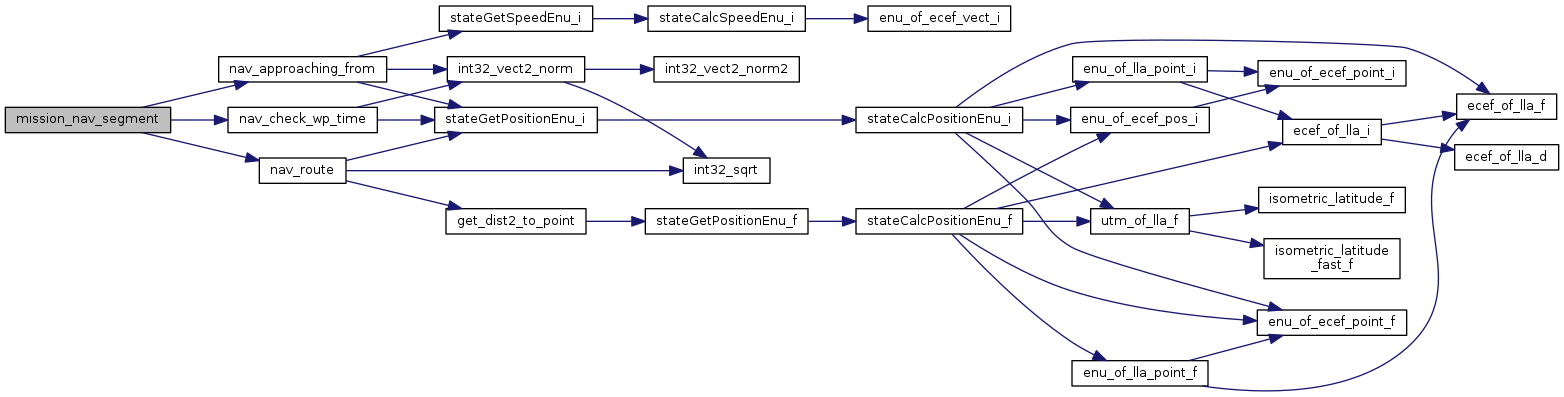 mission_nav_segment
nav_approaching_from
nav_check_wp_time
nav_route
stateGetSpeedEnu_i
int32_vect2_norm
stateGetPositionEnu_i
get_dist2_to_point
stateCalcSpeedEnu_i
int32_vect2_norm2
int32_sqrt
stateGetPositionEnu_f
enu_of_ecef_vect_i
stateCalcPositionEnu_i
stateCalcPositionEnu_f
enu_of_lla_point_i
enu_of_ecef_pos_i
utm_of_lla_f
enu_of_lla_point_f
enu_of_ecef_point_i
ecef_of_lla_i
isometric_latitude_f
isometric_latitude
_fast_f
enu_of_ecef_point_f
ecef_of_lla_f
ecef_of_lla_d